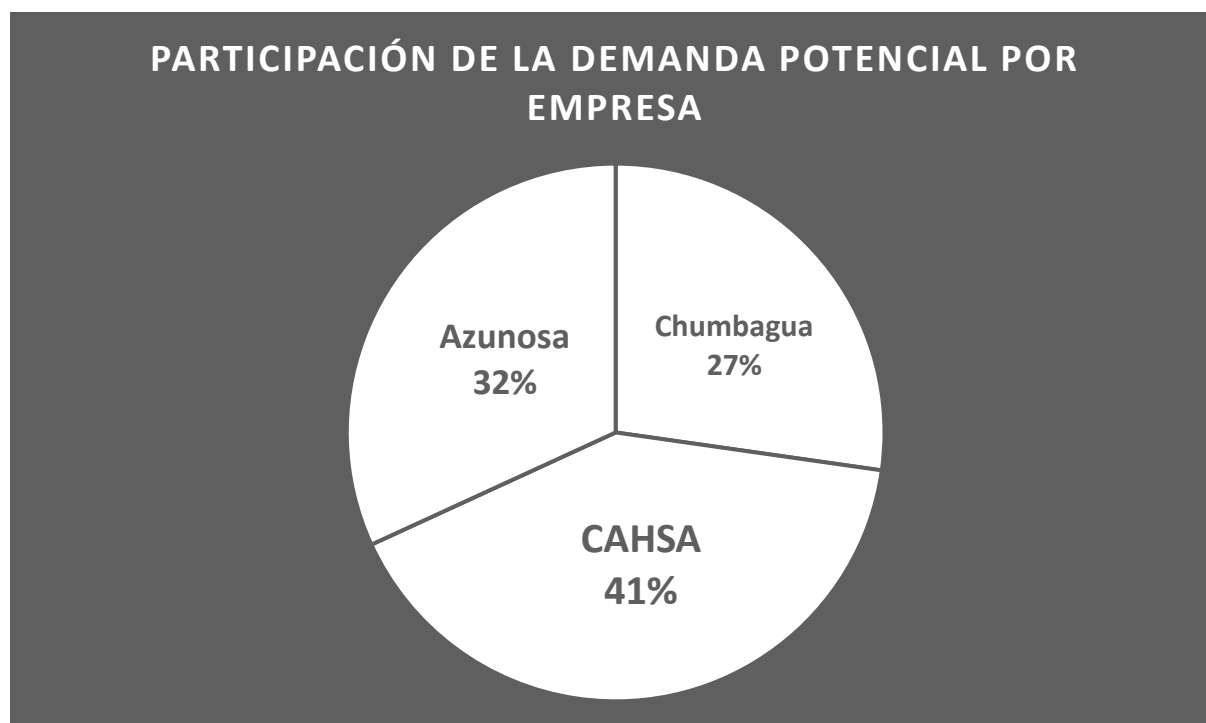 PARTICIPACIÓN DE LA DEMANDA POTENCIAL POR
EMPRESA
Azunosa
32%
Chumbagua
27%
CAHSA
41%